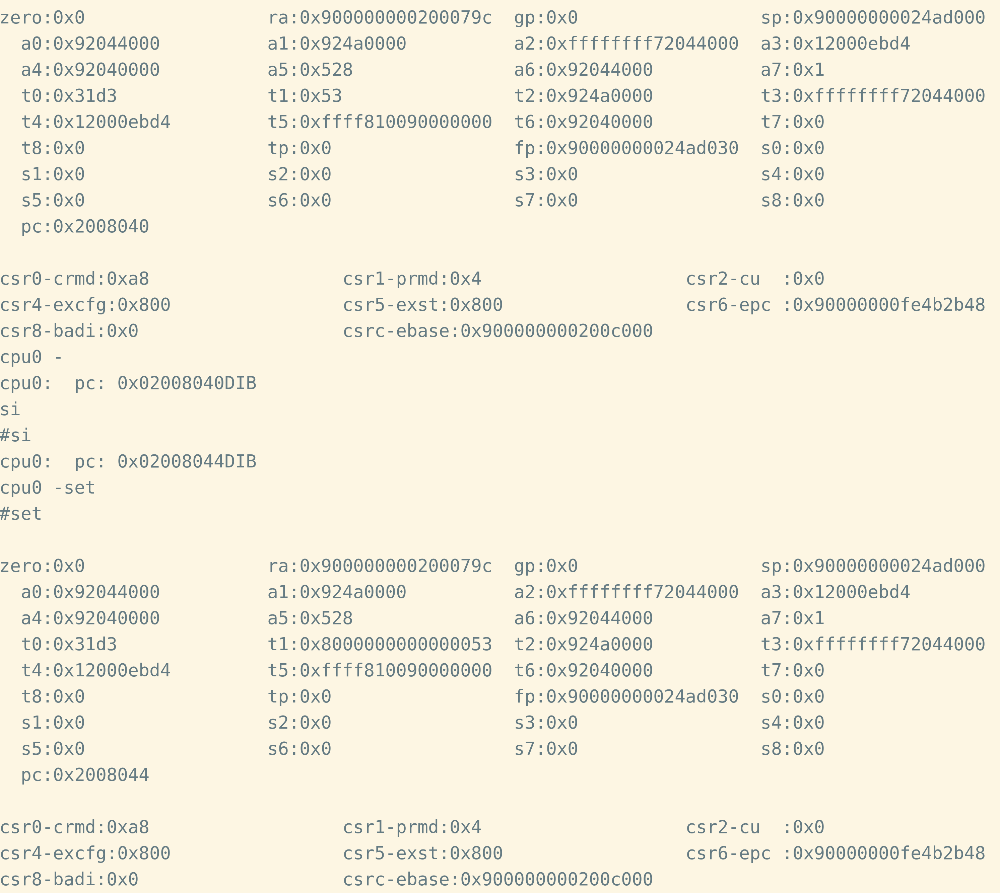 zero:0x0 ra:0x900000000200079c gp:0x0 sp:0x90000000024ad000
a0:0x92044000 a1:0x924a0000 a2:0xffffffff72044000 a3:0x12000ebd4
a4:0x92040000 a5:0x528 a6:0x92044000 a7:0x1
t0:0x31d3 t1:0x53 t2:0x924a0000 t3:0xffffffff72044000
t4:0x12000ebd4 t5:0xffff810090000000 t6:0x92040000 t7:0x0
t8:0x0 tp:0x0 fp:0x90000000024ad030 s0:0x0
s1:0x0 s2:0x0 s3:0x0 s4:0x0
s5:0x0 s6:0x0 s7:0x0 s8:0x0
pc:0x2008040
csr0-crmd:0xa8 csr1-prmd:0x4 csr2-cu :0x0
csr4-excfg:0x800 csr5-exst:0x800 csr6-epc :0x90000000fe4b2b48
csr8-badi:0x0 csrc-ebase:0x900000000200c000
cpu0 -
cpu0: pc: 0x02008040DIB
si
#si
cpu0: pc: 0x02008044DIB
cpu0 -set
#set
zero:0x0 ra:0x900000000200079c gp:0x0 sp:0x90000000024ad000
a0:0x92044000 a1:0x924a0000 a2:0xffffffff72044000 a3:0x12000ebd4
a4:0x92040000 a5:0x528 a6:0x92044000 a7:0x1
t0:0x31d3 t1:0x8000000000000053 t2:0x924a0000 t3:0xffffffff72044000
t4:0x12000ebd4 t5:0xffff810090000000 t6:0x92040000 t7:0x0
t8:0x0 tp:0x0 fp:0x90000000024ad030 s0:0x0
s1:0x0 s2:0x0 s3:0x0 s4:0x0
s5:0x0 s6:0x0 s7:0x0 s8:0x0
pc:0x2008044
csr0-crmd:0xa8 csr1-prmd:0x4 csr2-cu :0x0
csr4-excfg:0x800 csr5-exst:0x800 csr6-epc :0x90000000fe4b2b48
csr8-badi:0x0 csrc-ebase:0x900000000200c000